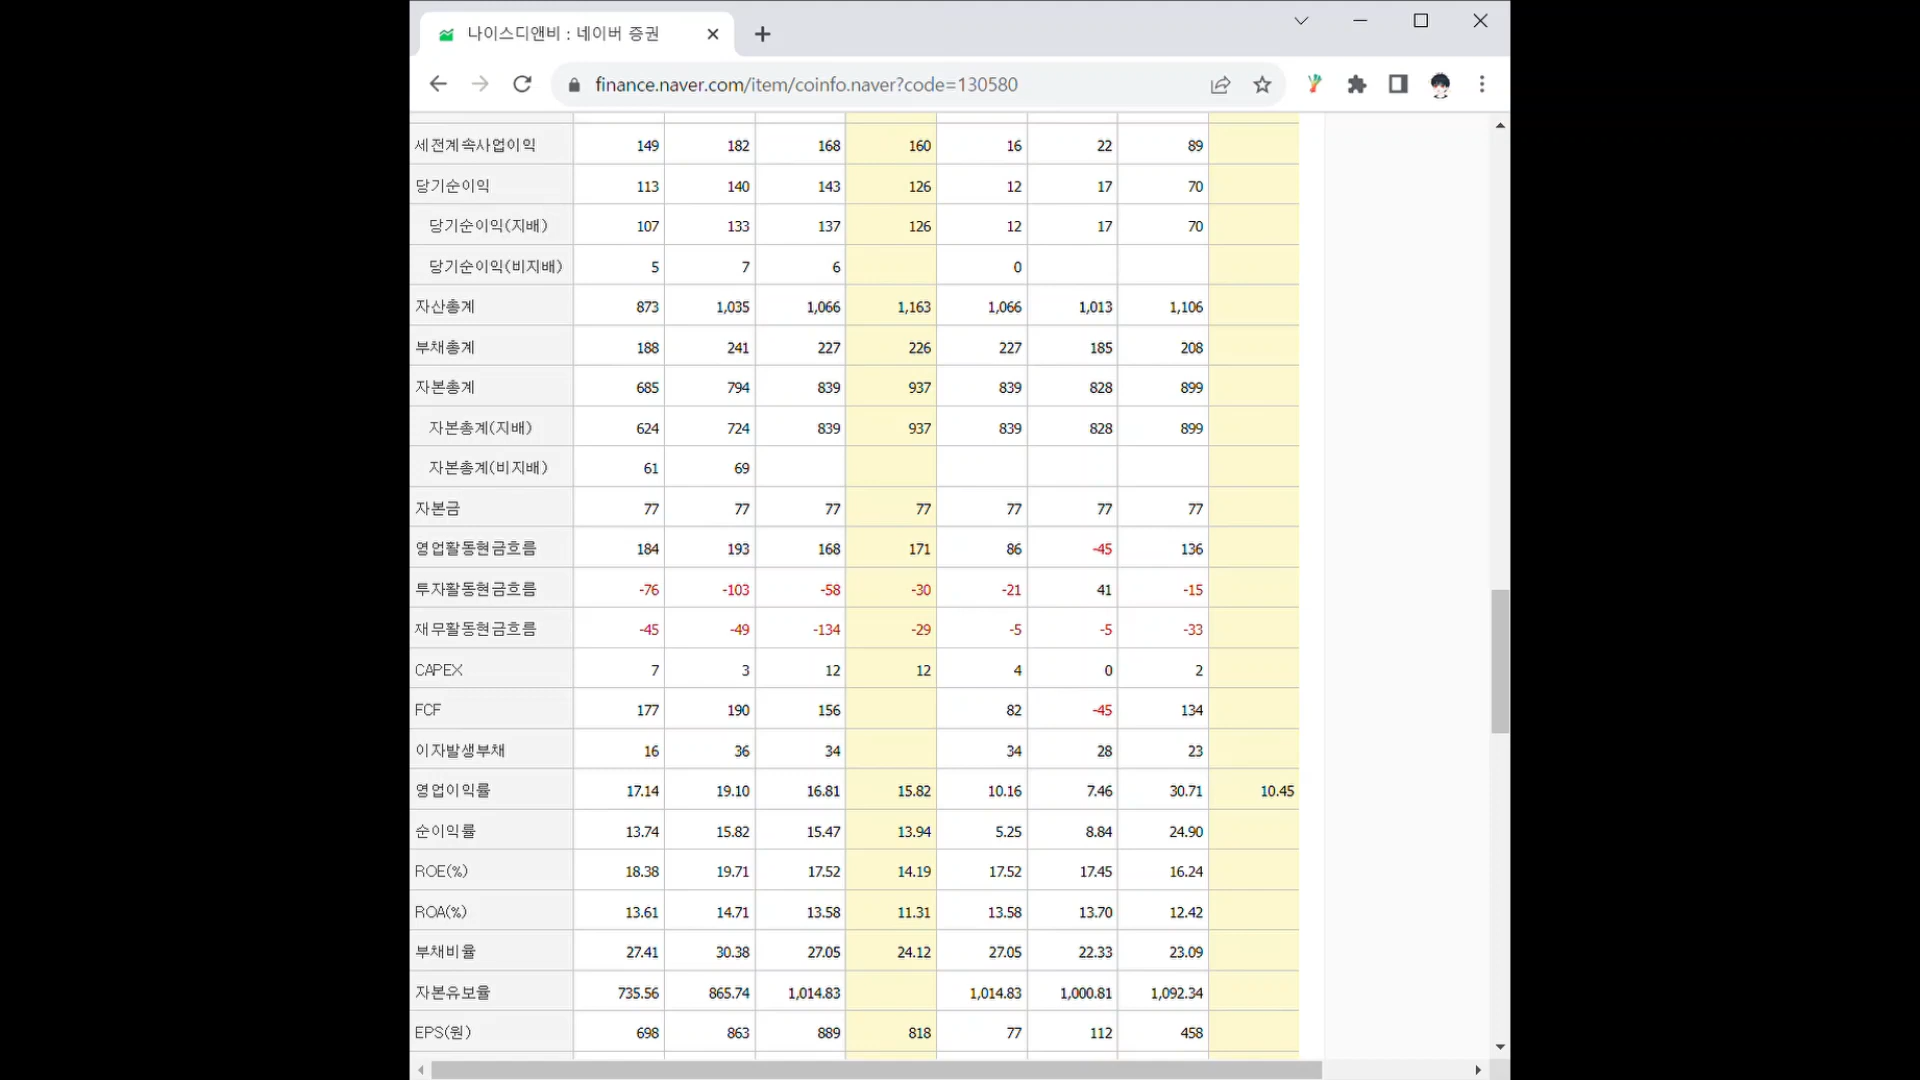 나이스디앤비 : 네이버 증권
finance.naver.com/item/coinfo.naver?code=130580
세전계속사업이익 149 182 168 160 16 22 89
당기순이익 113 140 143 126 12 17 70
당기순이익(지배) 107 133 137 126 12 17 70
당기순이익(비지배) 5 7 6 0
자산총계 873 1,035 1,066 1,163 1,066 1,013 1,106
부채총계 188 241 227 226 227 185 208
자본총계 685 794 839 937 839 828 899
자본총계(지배) 624 724 839 937 839 828 899
자본총계(비지배) 61 69
자본금 77 77 77 77 77 77 77
영업활동현금흐름 184 193 168 171 86 -45 136
투자활동현금흐름 -76 -103 -58 -30 -21 41 -15
재무활동현금흐름 -45 -49 -134 -29 -5 -5 -33
CAPEX 7 3 12 12 4 0 2
FCF 177 190 156 82 -45 134
이자발생부채 16 36 34 34 28 23
영업이익률 17.14 19.10 16.81 15.82 10.16 7.46 30.71 10.45
순이익률 13.74 15.82 15.47 13.94 5.25 8.84 24.90
ROE(%) 18.38 19.71 17.52 14.19 17.52 17.45 16.24
ROA(%) 13.61 14.71 13.58 11.31 13.58 13.70 12.42
부채비율 27.41 30.38 27.05 24.12 27.05 22.33 23.09
자본유보율 735.56 865.74 1,014.83 1,014.83 1,000.81 1,092.34
EPS(원) 698 863 889 818 77 112 458